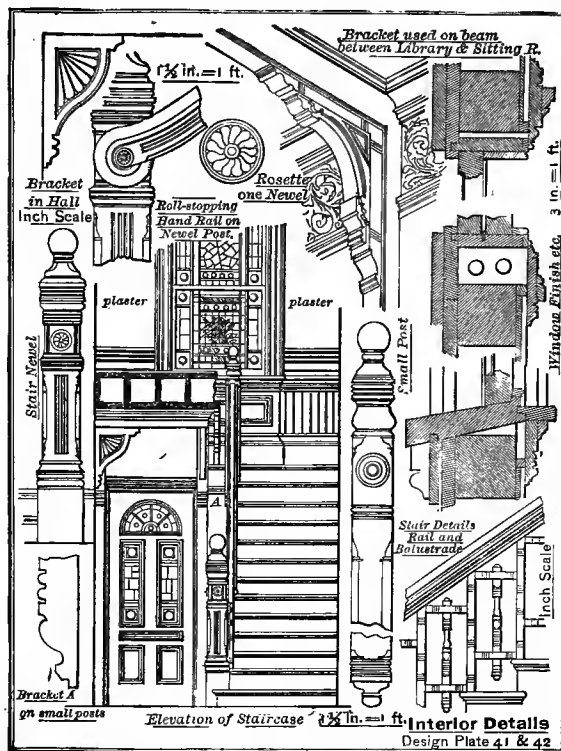 Bracket used on beam
between Library & Sitting R.
1½ in. = 1 ft.
Bracket
in Hall
Inch Scale
Roll-stopping
Hand Rail on
Newel Post.
Rosette
one Newel
3 in. = 1 ft.
Window Finish etc.
plaster
plaster
Stair Newel
Small Post
A
Stair Details
Rail and
Balustrade
Inch Scale
Bracket A
on small posts
Elevation of Staircase
in. = 1 ft.
Interior Details
Design Plate 41 & 42